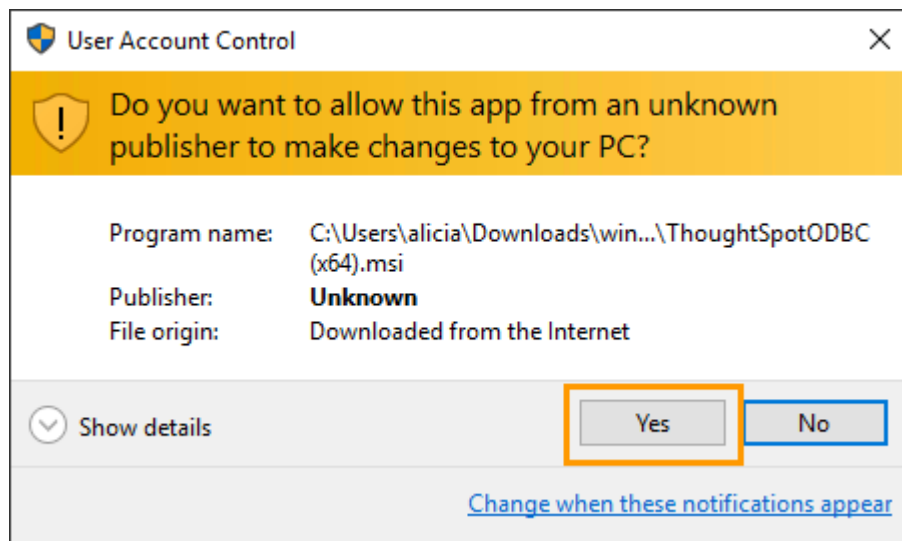 User Account Control
Do you want to allow this app from an unknown
publisher to make changes to your PC?
Program name: C:\Users\alicia\Downloads\win...\ThoughtSpotODBC
(x64).msi
Publisher: Unknown
File origin: Downloaded from the Internet
Show details Yes No
Change when these notifications appear